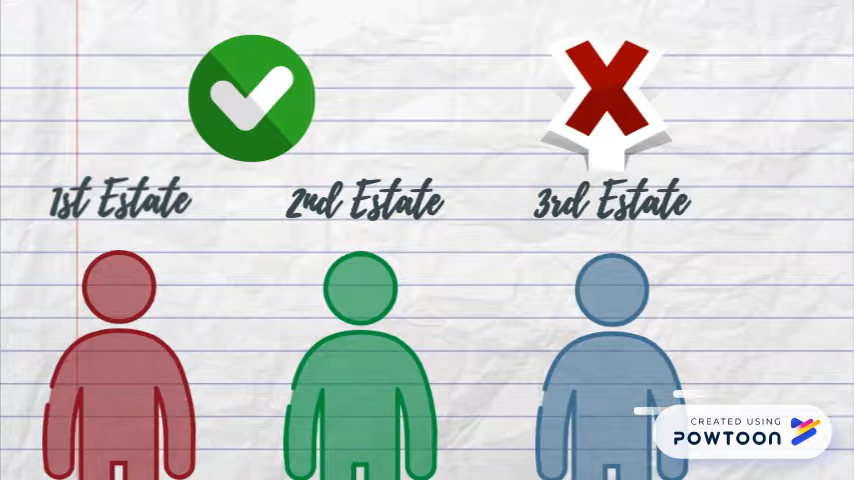 1st Estate
2nd Estate
3rd Estate
CREATED USING
POWTOON